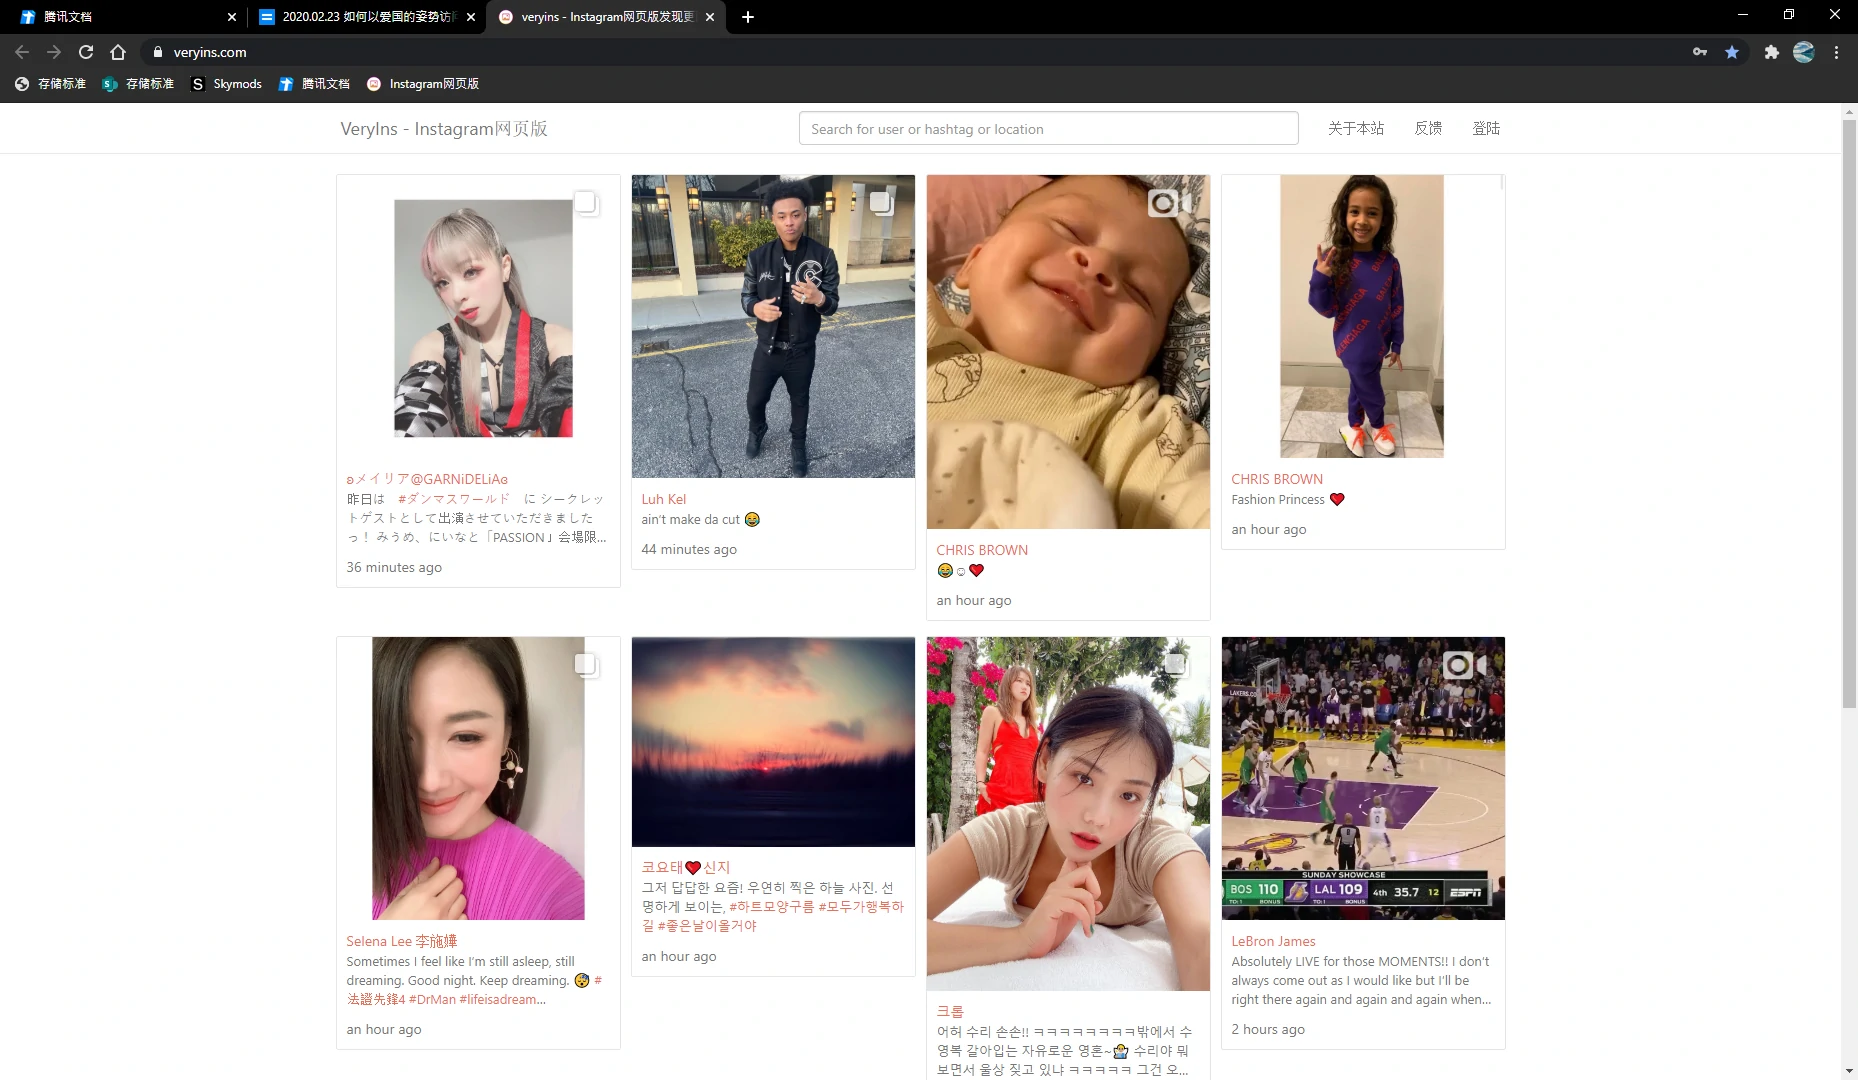 腾讯文档
2020.02.23 如何以爱国的姿势访问
veryins - Instagram网页版发现更
veryins.com
存储标准
存储标准
Skymods
腾讯文档
Instagram网页版
VeryIns - Instagram网页版
Search for user or hashtag or location
关于本站
反馈
登陆
ʚメイリア@GARNiDELiAɞ
昨日は #ダンマスワールド に シークレッ
トゲストとして出演させていただきました
っ! みうめ、にいなと「PASSION」会場限...
36 minutes ago
Luh Kel
ain't make da cut 😂
44 minutes ago
CHRIS BROWN
😂☺❤
an hour ago
BALENCIAGA
CHRIS BROWN
Fashion Princess ❤
an hour ago
Selena Lee 李施嬅
Sometimes I feel like I'm still asleep, still
dreaming. Good night. Keep dreaming. 😴 #
法證先鋒4 #DrMan #lifeisadream...
an hour ago
코요태❤신지
그저 답답한 요즘! 우연히 찍은 하늘 사진. 선
명하게 보이는, #하트모양구름 #모두가행복하
길 #좋은날이올거야
an hour ago
크롭
어허 수리 손손!! ㅋㅋㅋㅋㅋㅋㅋㅋ밖에서 수
영복 갈아입는 자유로운 영혼~ 수리야 뭐
보면서 울상 짓고 있냐 ㅋㅋㅋㅋㅋ 그건 오...
LAKERS.CO
SUNDAY SHOWCASE
BOS 110 LAL 109 4th 35.7 12 ESPN
TO: 1 BONUS TO: 1 BONUS
LeBron James
Absolutely LIVE for those MOMENTS!! I don't
always come out as I would like but I'll be
right there again and again and again when...
2 hours ago